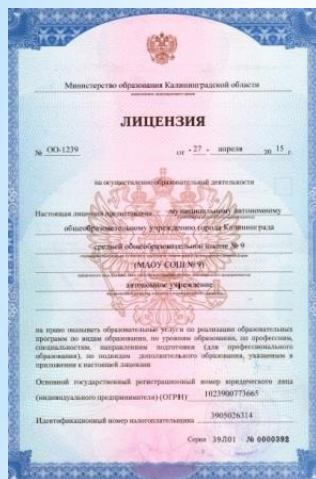 Министерство образования Калининградской области
ЛИЦЕНЗИЯ
№ ОО-1239 от « 27 » апреля 20 15 г.
на осуществление образовательной деятельности
Настоящая лицензия предоставлена муниципальному автономному
общеобразовательному учреждению города Калининграда
средней общеобразовательной школе № 9
(МАОУ СОШ № 9)
автономное учреждение
на право оказывать образовательные услуги по реализации образовательных
программ по видам образования, по уровням образования, по профессиям,
специальностям, направлениям подготовки (для профессионального
образования), по подвидам дополнительного образования, указанным в
приложении к настоящей лицензии
Основной государственный регистрационный номер юридического лица
(индивидуального предпринимателя) (ОГРН) 1023900773665
Идентификационный номер налогоплательщика 3905026314
Серия 39Л01 № 0000392